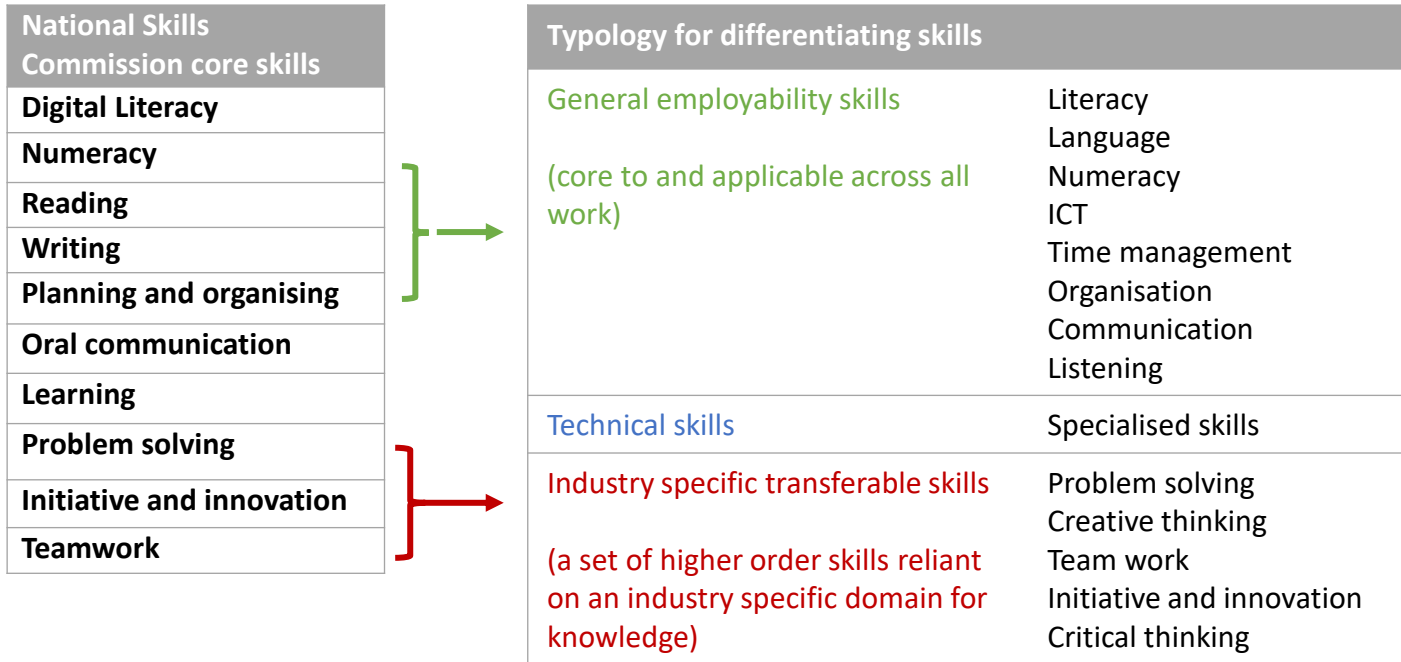 National Skills
Commission core skills
Digital Literacy
Numeracy
Reading
Writing
Planning and organising
Oral communication
Learning
Problem solving
Initiative and innovation
Teamwork
Typology for differentiating skills
General employability skills
(core to and applicable across all
work)
Literacy
Language
Numeracy
ICT
Time management
Organisation
Communication
Listening
Technical skills
Specialised skills
Industry specific transferable skills
(a set of higher order skills reliant
on an industry specific domain for
knowledge)
Problem solving
Creative thinking
Team work
Initiative and innovation
Critical thinking